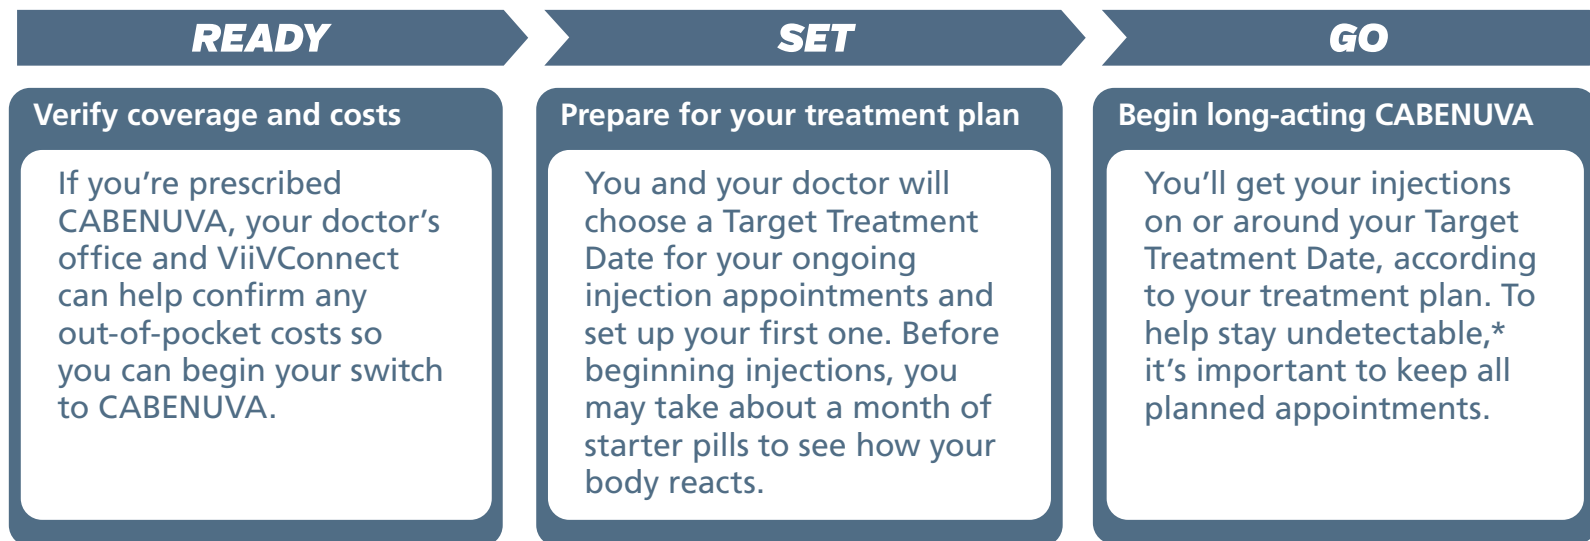 READY
Verify coverage and costs
If you're prescribed
CABENUVA, your doctor's
office and ViiVConnect
can help confirm any
out-of-pocket costs so
you can begin your switch
to CABENUVA.
SET
Prepare for your treatment plan
You and your doctor will
choose a Target Treatment
Date for your ongoing
injection appointments and
set up your first one. Before
beginning injections, you
may take about a month of
starter pills to see how your
body reacts.
GO
Begin long-acting CABENUVA
You'll get your injections
on or around your Target
Treatment Date, according
to your treatment plan. To
help stay undetectable,*
it's important to keep all
planned appointments.